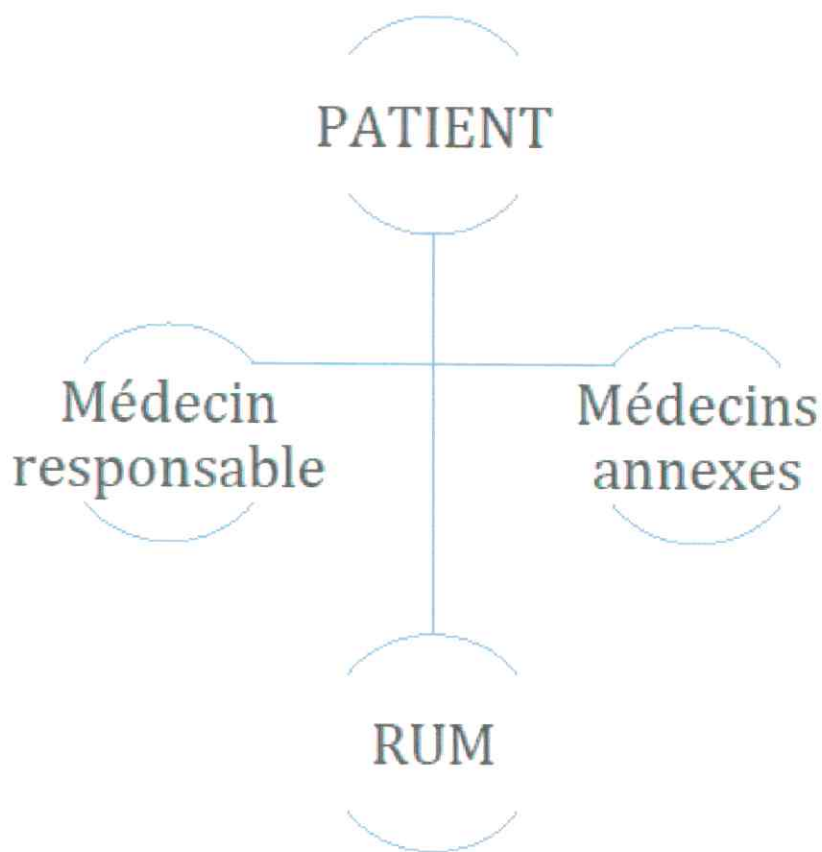 PATIENT
Médecin
responsable
Médecins
annexes
RUM